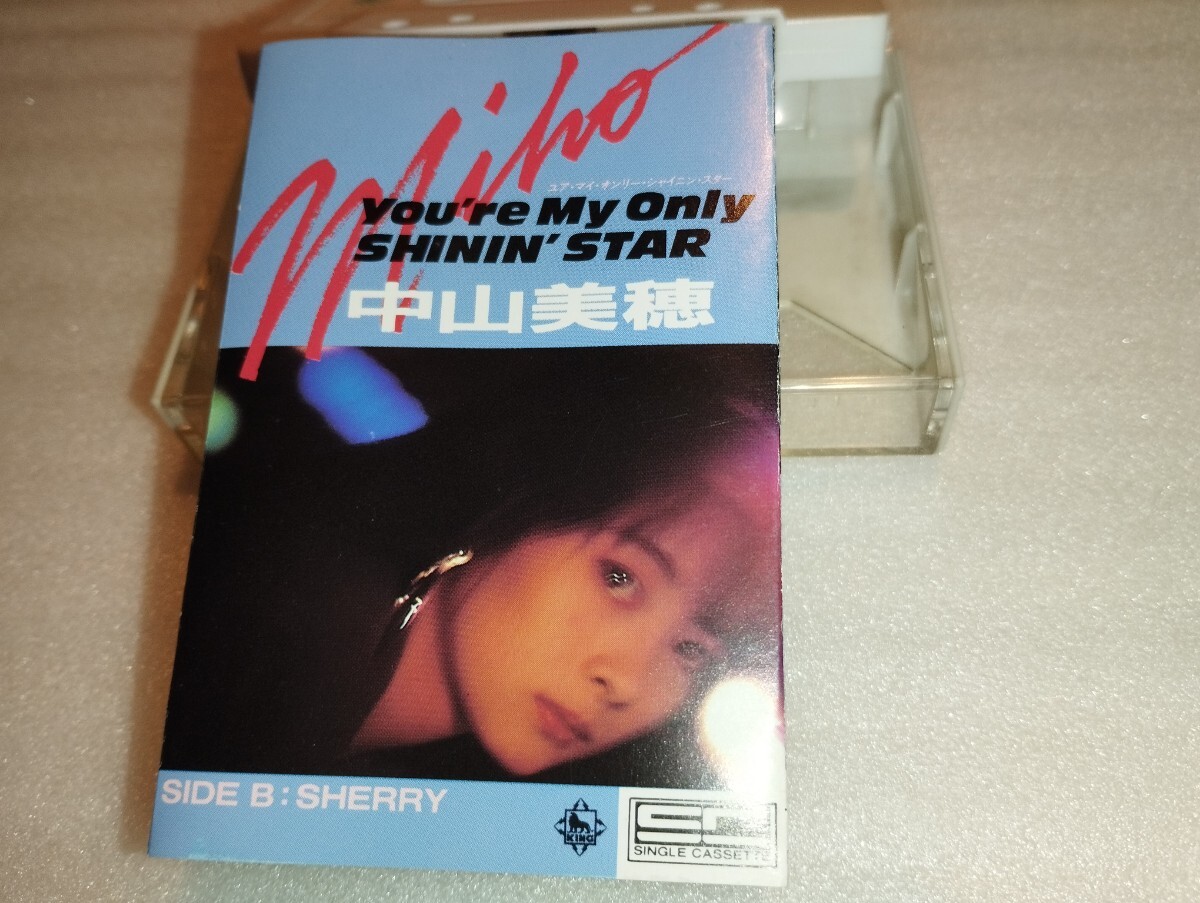 Miho
ユア・マイ・オンリー・シャイニン・スター
You're My Only
SHININ' STAR
中山美穂
SIDE B : SHERRY
KING
SC
SINGLE CASSETTE